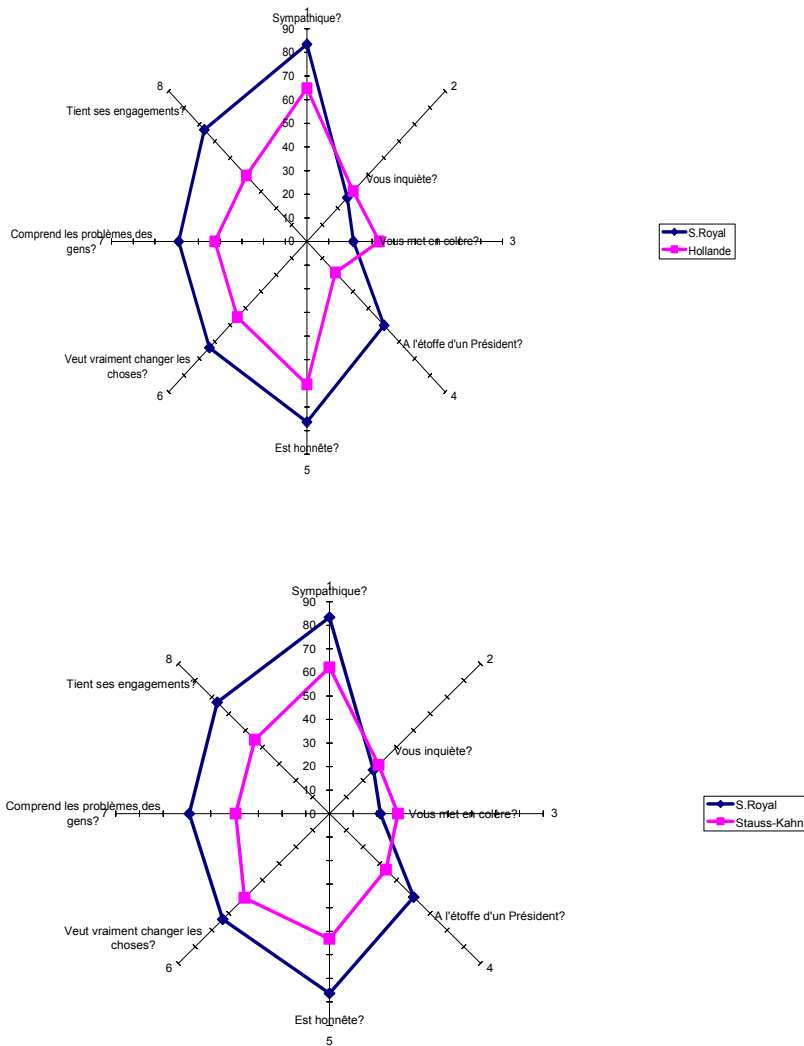 1
Sympathique?
90
80
70
60
50
40
30
20
10
0
8
2
Tient ses engagements?
Vous inquiète?
Comprend les problèmes des
gens?
7
Vous met en colère?
3
A l'étoffe d'un Président?
Veut vraiment changer les
choses?
6
4
Est honnête?
5
S.Royal
Hollande
1
Sympathique?
90
80
70
60
50
40
30
20
10
0
8
2
Tient ses engagements?
Vous inquiète?
Comprend les problèmes des
gens?
7
Vous met en colère?
3
A l'étoffe d'un Président?
Veut vraiment changer les
choses?
6
4
Est honnête?
5
S.Royal
Stauss-Kahn